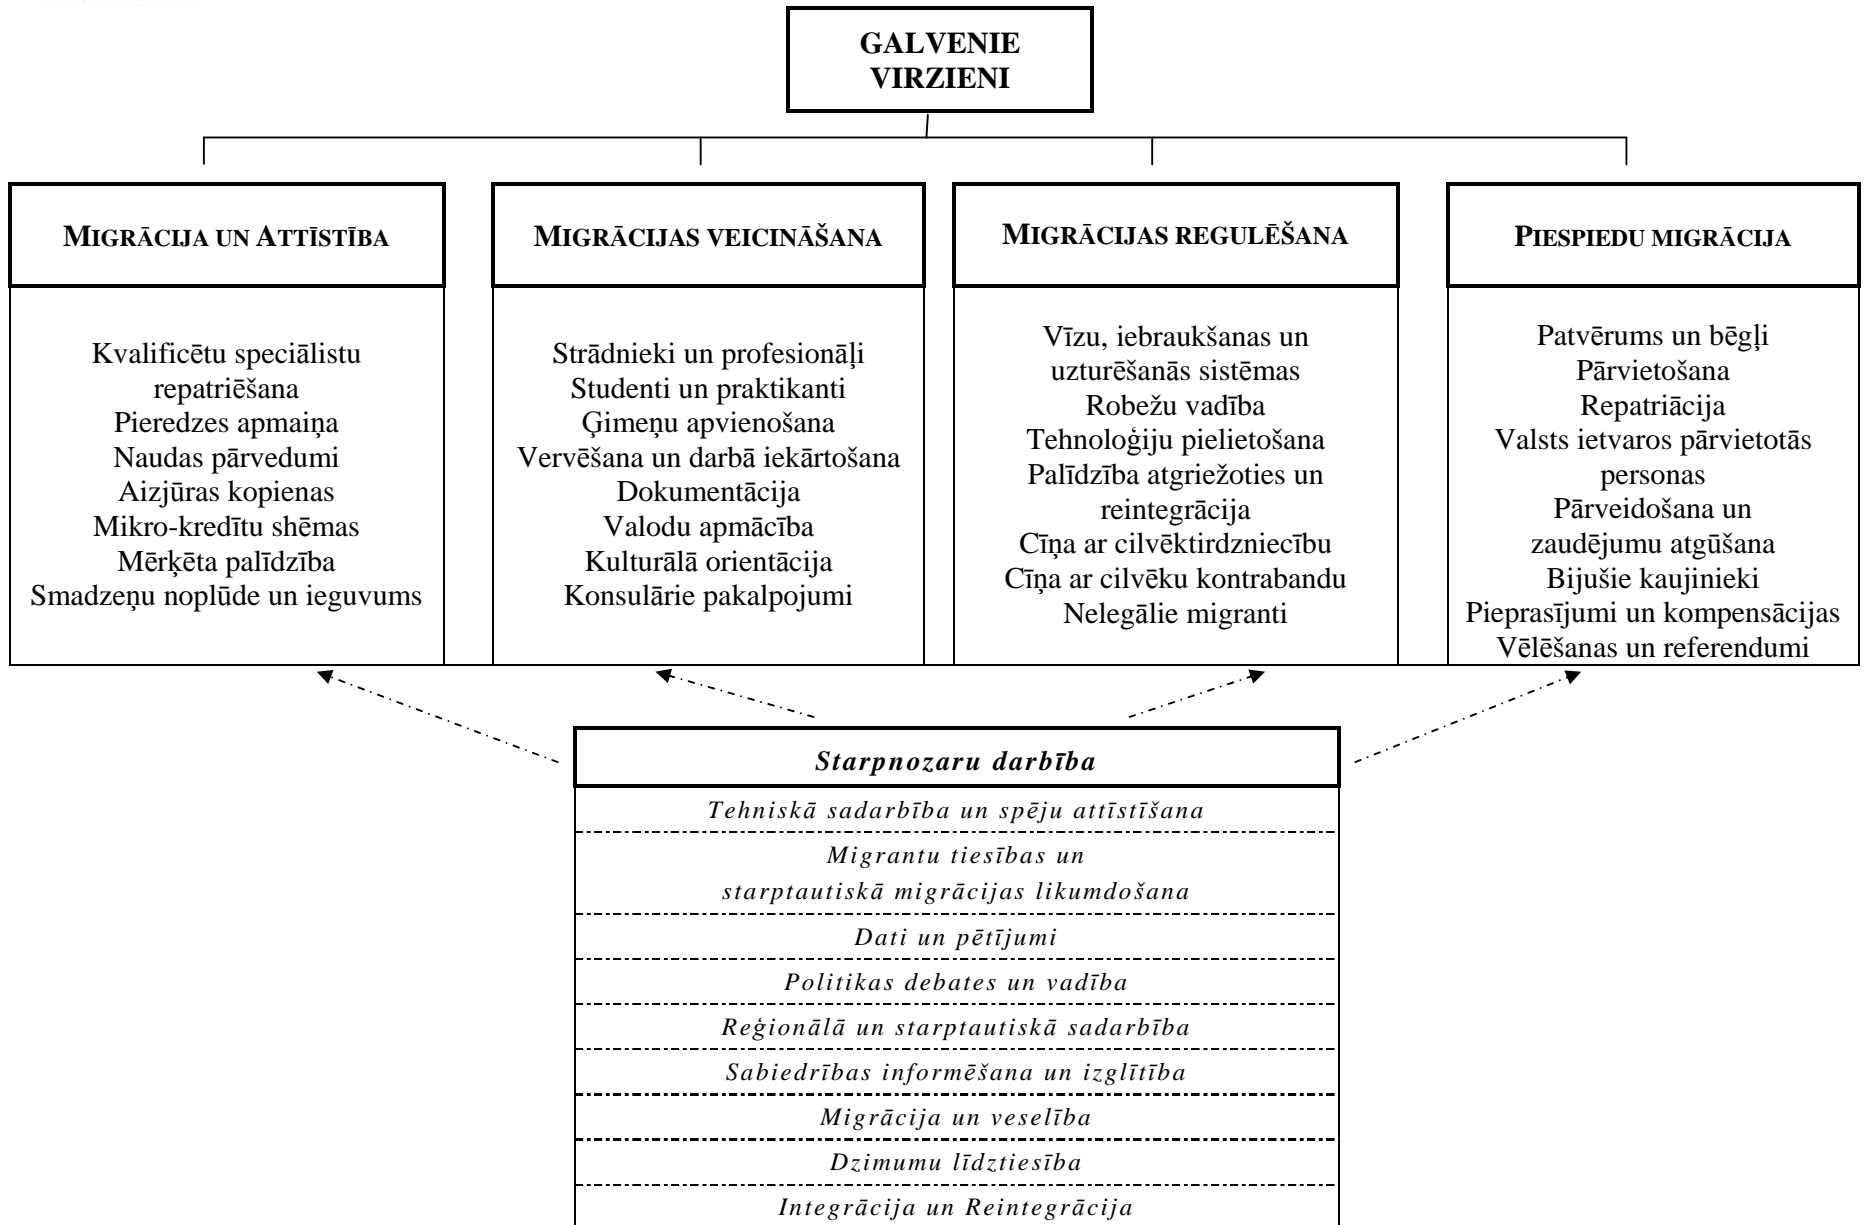 GALVENIE
VIRZIENI
MIGRĀCIJA UN ATTĪSTĪBA
Kvalificētu speciālistu
repatriēšana
Pieredzes apmaiņa
Naudas pārvedumi
Aizjūras kopienas
Mikro-kredītu shēmas
Mērķēta palīdzība
Smadzeņu noplūde un ieguvums
MIGRĀCIJAS VEICINĀŠANA
Strādnieki un profesionāļi
Studenti un praktikanti
Ģimeņu apvienošana
Vervēšana un darbā iekārtošana
Dokumentācija
Valodu apmācība
Kulturālā orientācija
Konsulārie pakalpojumi
MIGRĀCIJAS REGULĒŠANA
Vīzu, iebraukšanas un
uzturēšanās sistēmas
Robežu vadība
Tehnoloģiju pielietošana
Palīdzība atgriežoties un
reintegrācija
Cīņa ar cilvēktirdzniecību
Cīņa ar cilvēku kontrabandu
Nelegālie migranti
PIESPIEDU MIGRĀCIJA
Patvērums un bēgļi
Pārvietošana
Repatriācija
Valsts ietvaros pārvietotās
personas
Pārveidošana un
zaudējumu atgūšana
Bijušie kaujinieki
Pieprasījumi un kompensācijas
Vēlēšanas un referendumi
Starpnozaru darbība
Tehniskā sadarbība un spēju attīstīšana
Migrantu tiesības un
starptautiskā migrācijas likumdošana
Dati un pētījumi
Politikas debates un vadība
Reģionālā un starptautiskā sadarbība
Sabiedrības informēšana un izglītība
Migrācija un veselība
Dzimumu līdztiesība
Integrācija un Reintegrācija